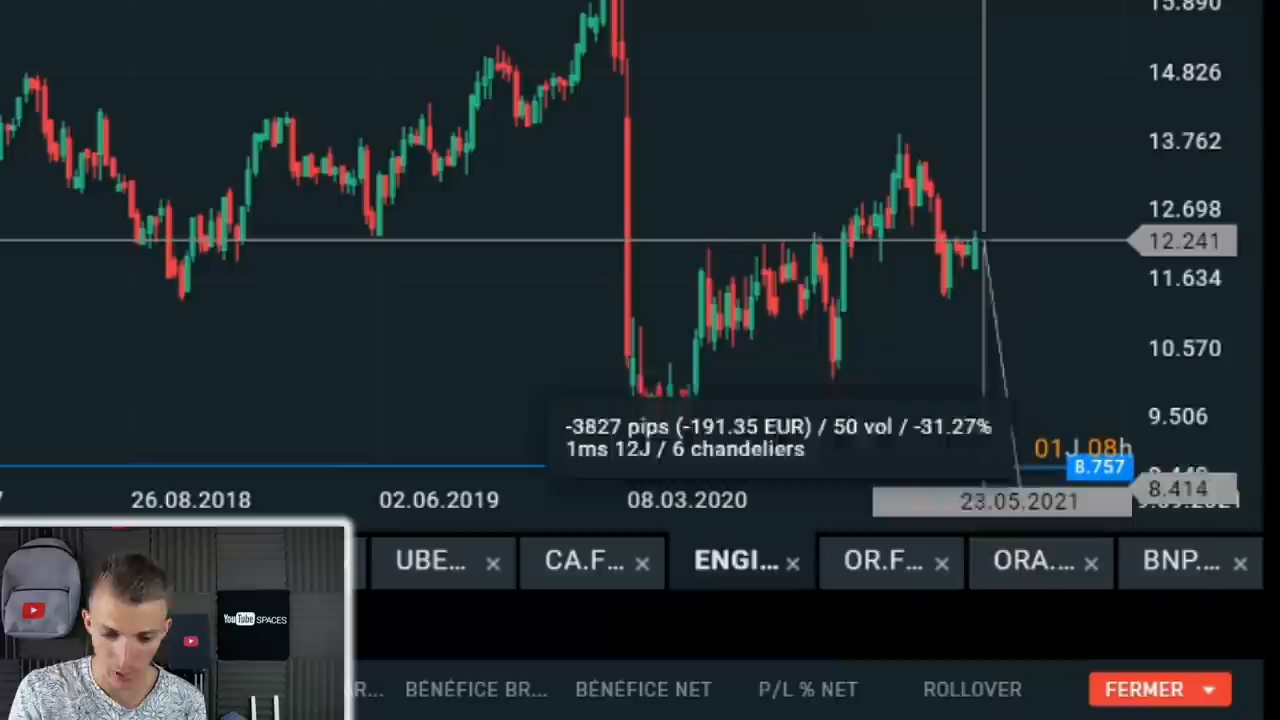 15.890
14.826
13.762
12.698
12.241
11.634
10.570
9.506
-3827 pips (-191.35 EUR) / 50 vol / -31.27%
1ms 12J / 6 chandeliers
01J 08h
8.757
8.414
26.08.2018
02.06.2019
08.03.2020
23.05.2021
UBE... ×
CA.F... ×
ENGI... ×
OR.F... ×
ORA.... ×
BNP.... ×
YouTube SPACES
R... BÉNÉFICE BR... BÉNÉFICE NET P/L % NET ROLLOVER FERMER